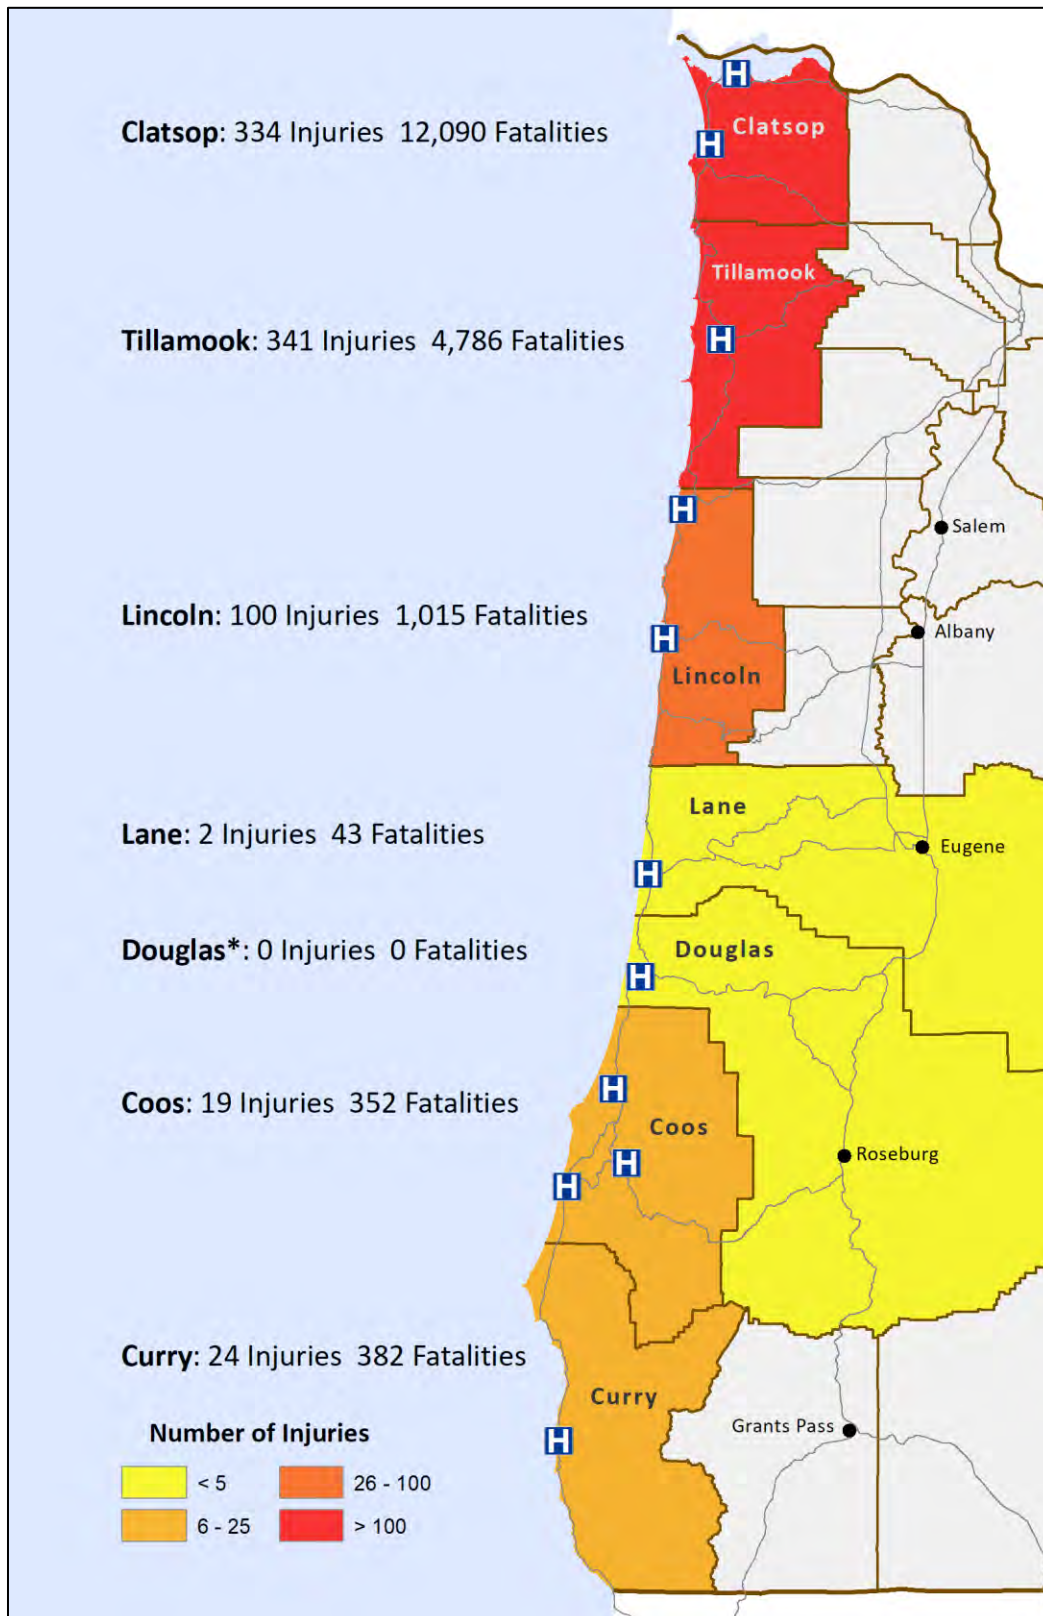 H
Clatsop: 334 Injuries 12,090 Fatalities
Clatsop
H
Tillamook
Tillamook: 341 Injuries 4,786 Fatalities
H
H
Salem
Lincoln: 100 Injuries 1,015 Fatalities
H
Albany
Lincoln
Lane
Lane: 2 Injuries 43 Fatalities
Eugene
H
Douglas*: 0 Injuries 0 Fatalities
Douglas
H
Coos: 19 Injuries 352 Fatalities
H
Coos
H
Roseburg
H
Curry: 24 Injuries 382 Fatalities
Curry
Grants Pass
H
Number of Injuries
< 5
26 - 100
6 - 25
> 100